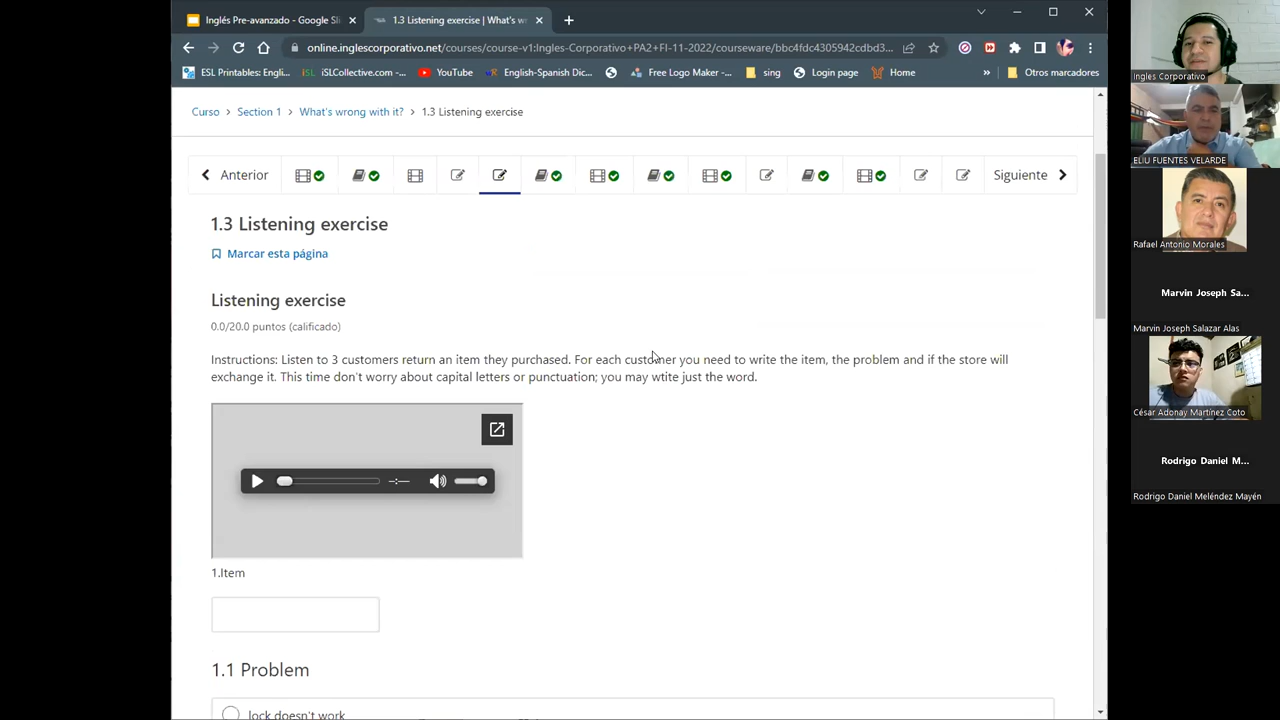 Inglés Pre-avanzado - Google Sli
1.3 Listening exercise | What's w
online.inglescorporativo.net/courses/course-v1:Ingles-Corporativo+PA2+FI-11-2022/courseware/bbc4fdc4305942cdbd3...
ESL Printables: Engli...
iSLCollective.com -...
YouTube
English-Spanish Dic...
Free Logo Maker -...
sing
Login page
Home
»
Otros marcadores
Curso > Section 1 > What's wrong with it? > 1.3 Listening exercise
Anterior
Siguiente
1.3 Listening exercise
Marcar esta página
Listening exercise
0.0/20.0 puntos (calificado)
Instructions: Listen to 3 customers return an item they purchased. For each customer you need to write the item, the problem and if the store will
exchange it. This time don't worry about capital letters or punctuation; you may wtite just the word.
-:--
1.Item
1.1 Problem
lock doesn't work
Ingles Corporativo
ELIU FUENTES VELARDE
Rafael Antonio Morales
Marvin Joseph Sa...
Marvin Joseph Salazar Alas
César Adonay Martínez Coto
Rodrigo Daniel M...
Rodrigo Daniel Meléndez Mayén